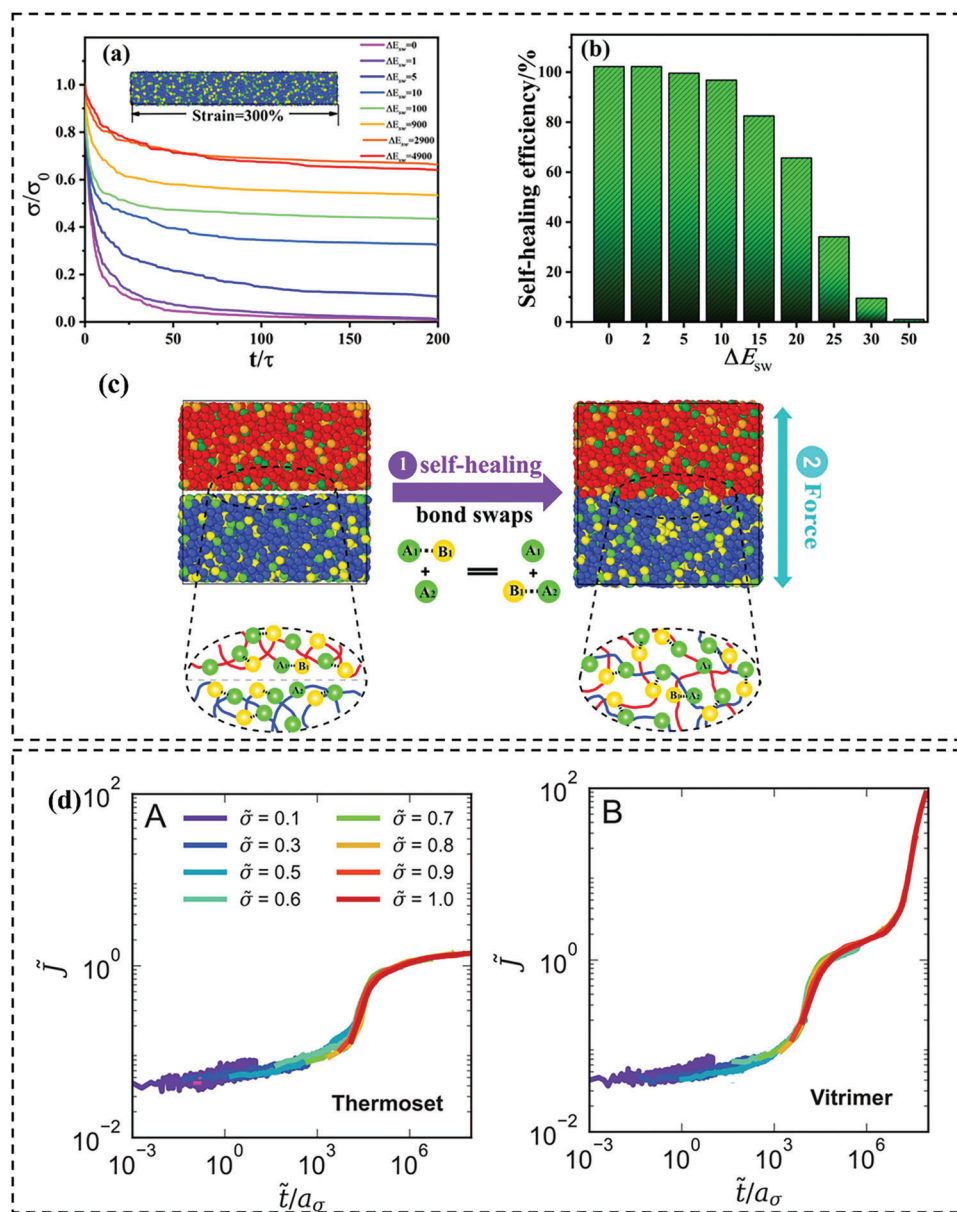 (a)
ΔE_sw=0
ΔE_sw=1
ΔE_sw=5
ΔE_sw=10
ΔE_sw=100
ΔE_sw=900
ΔE_sw=2900
ΔE_sw=4900
Strain=300%
1.0
0.8
0.6
0.4
0.2
0.0
σ/σ₀
0 50 100 150 200
t/τ
(b)
Self-healing efficiency/%
100
80
60
40
20
0
0 2 5 10 15 20 25 30 50
ΔE_sw
(c)
1 self-healing
bond swaps
A₁ B₁
+
A₂
A₁
+
B₁ A₂
2 Force
A₁ B₁
A₂
A₁
B₁ A₂
(d)
A
σ̃ = 0.1
σ̃ = 0.3
σ̃ = 0.5
σ̃ = 0.6
σ̃ = 0.7
σ̃ = 0.8
σ̃ = 0.9
σ̃ = 1.0
10²
10⁰
10⁻²
J̃
Thermoset
10⁻³ 10⁰ 10³ 10⁶
t̃/a_σ
B
10²
10⁰
10⁻²
J̃
Vitrimer
10⁻³ 10⁰ 10³ 10⁶
t̃/a_σ